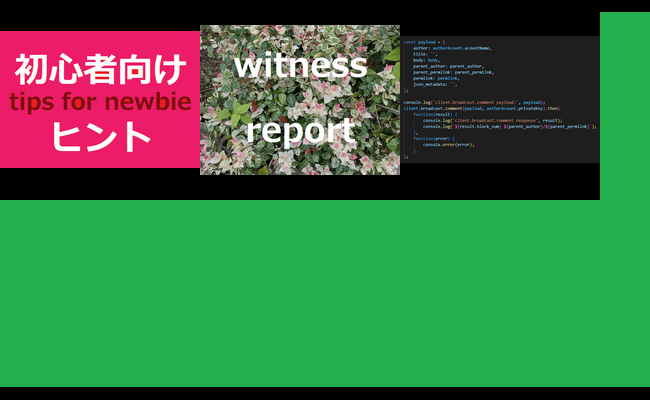 初心者向け
tips for newbie
ヒント
witness
report
const payload = {
author: authorAccount.acountName,
title: '',
body: body,
parent_author: parent_author,
parent_permlink: parent_permlink,
permlink: permlink,
json_metadata: '',
};
console.log('client.broadcast.comment payload:', payload);
client.broadcast.comment(payload, authorAccount.privateKey).then(
function(result) {
console.log('client.broadcast.comment response', result);
console.log(`${result.block_num} ${parent_author}/${parent_permlink}`);
},
function(error) {
console.error(error);
}
);